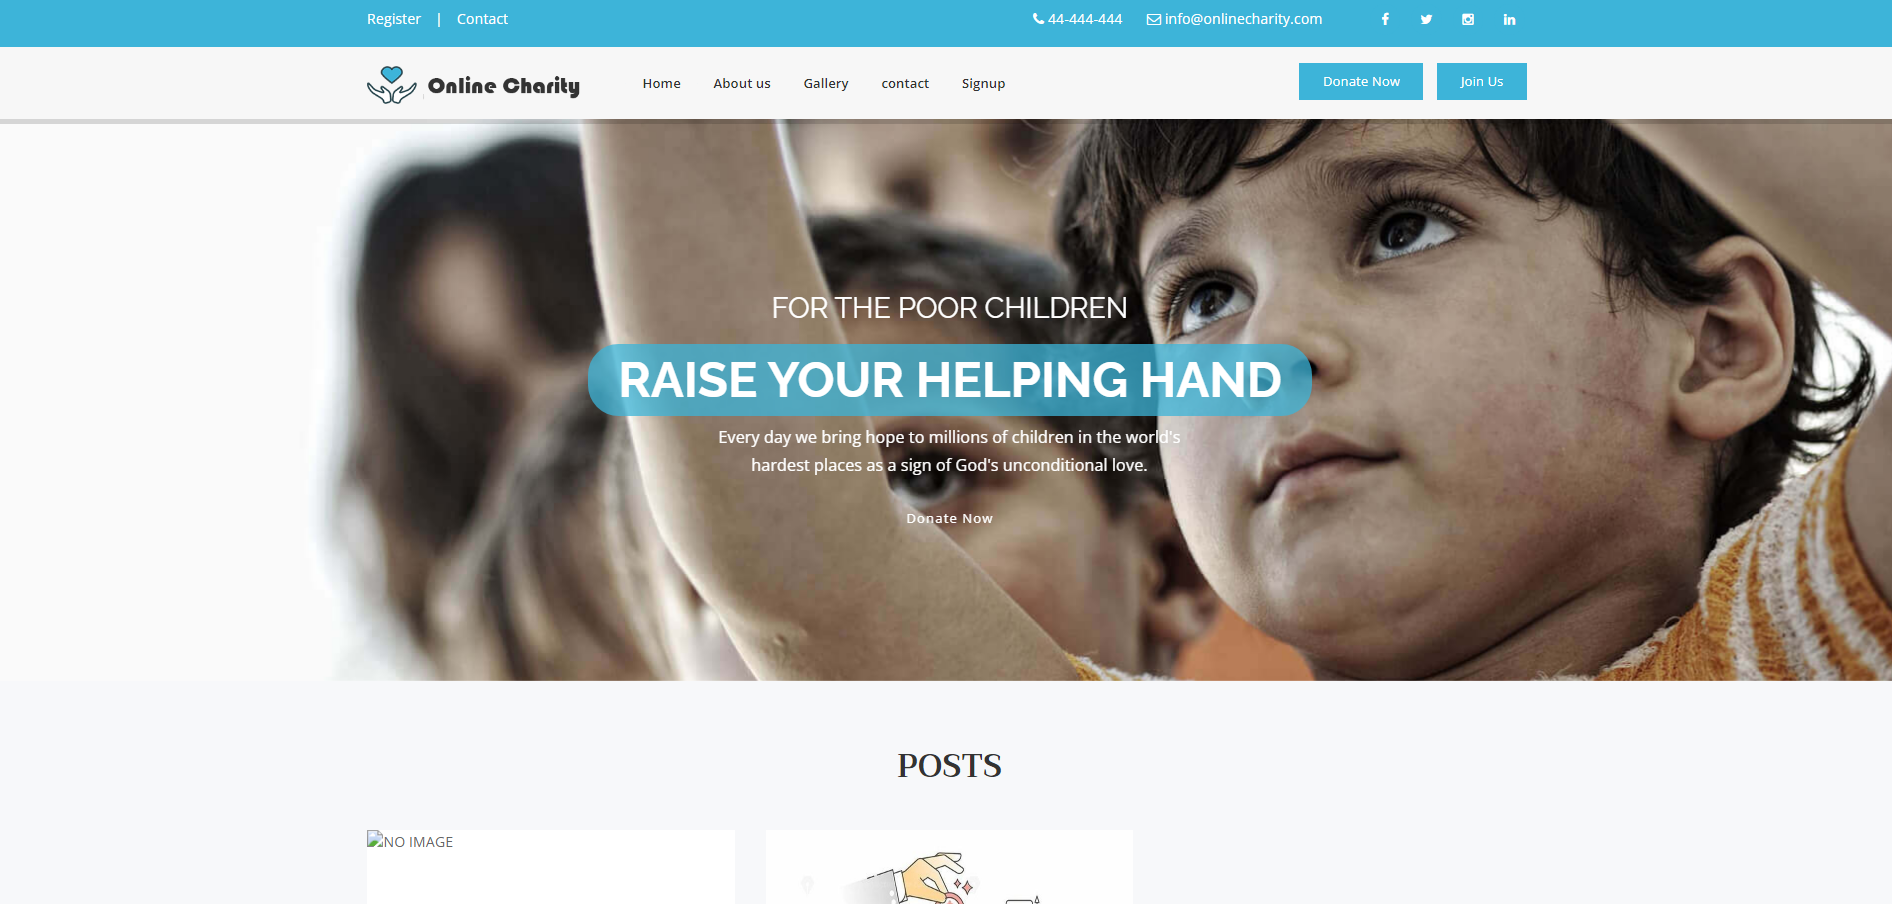 Register | Contact
44-444-444 info@onlinecharity.com
Online Charity
Home About us Gallery contact Signup
Donate Now Join Us
FOR THE POOR CHILDREN
RAISE YOUR HELPING HAND
Every day we bring hope to millions of children in the world's
hardest places as a sign of God's unconditional love.
Donate Now
POSTS
NO IMAGE